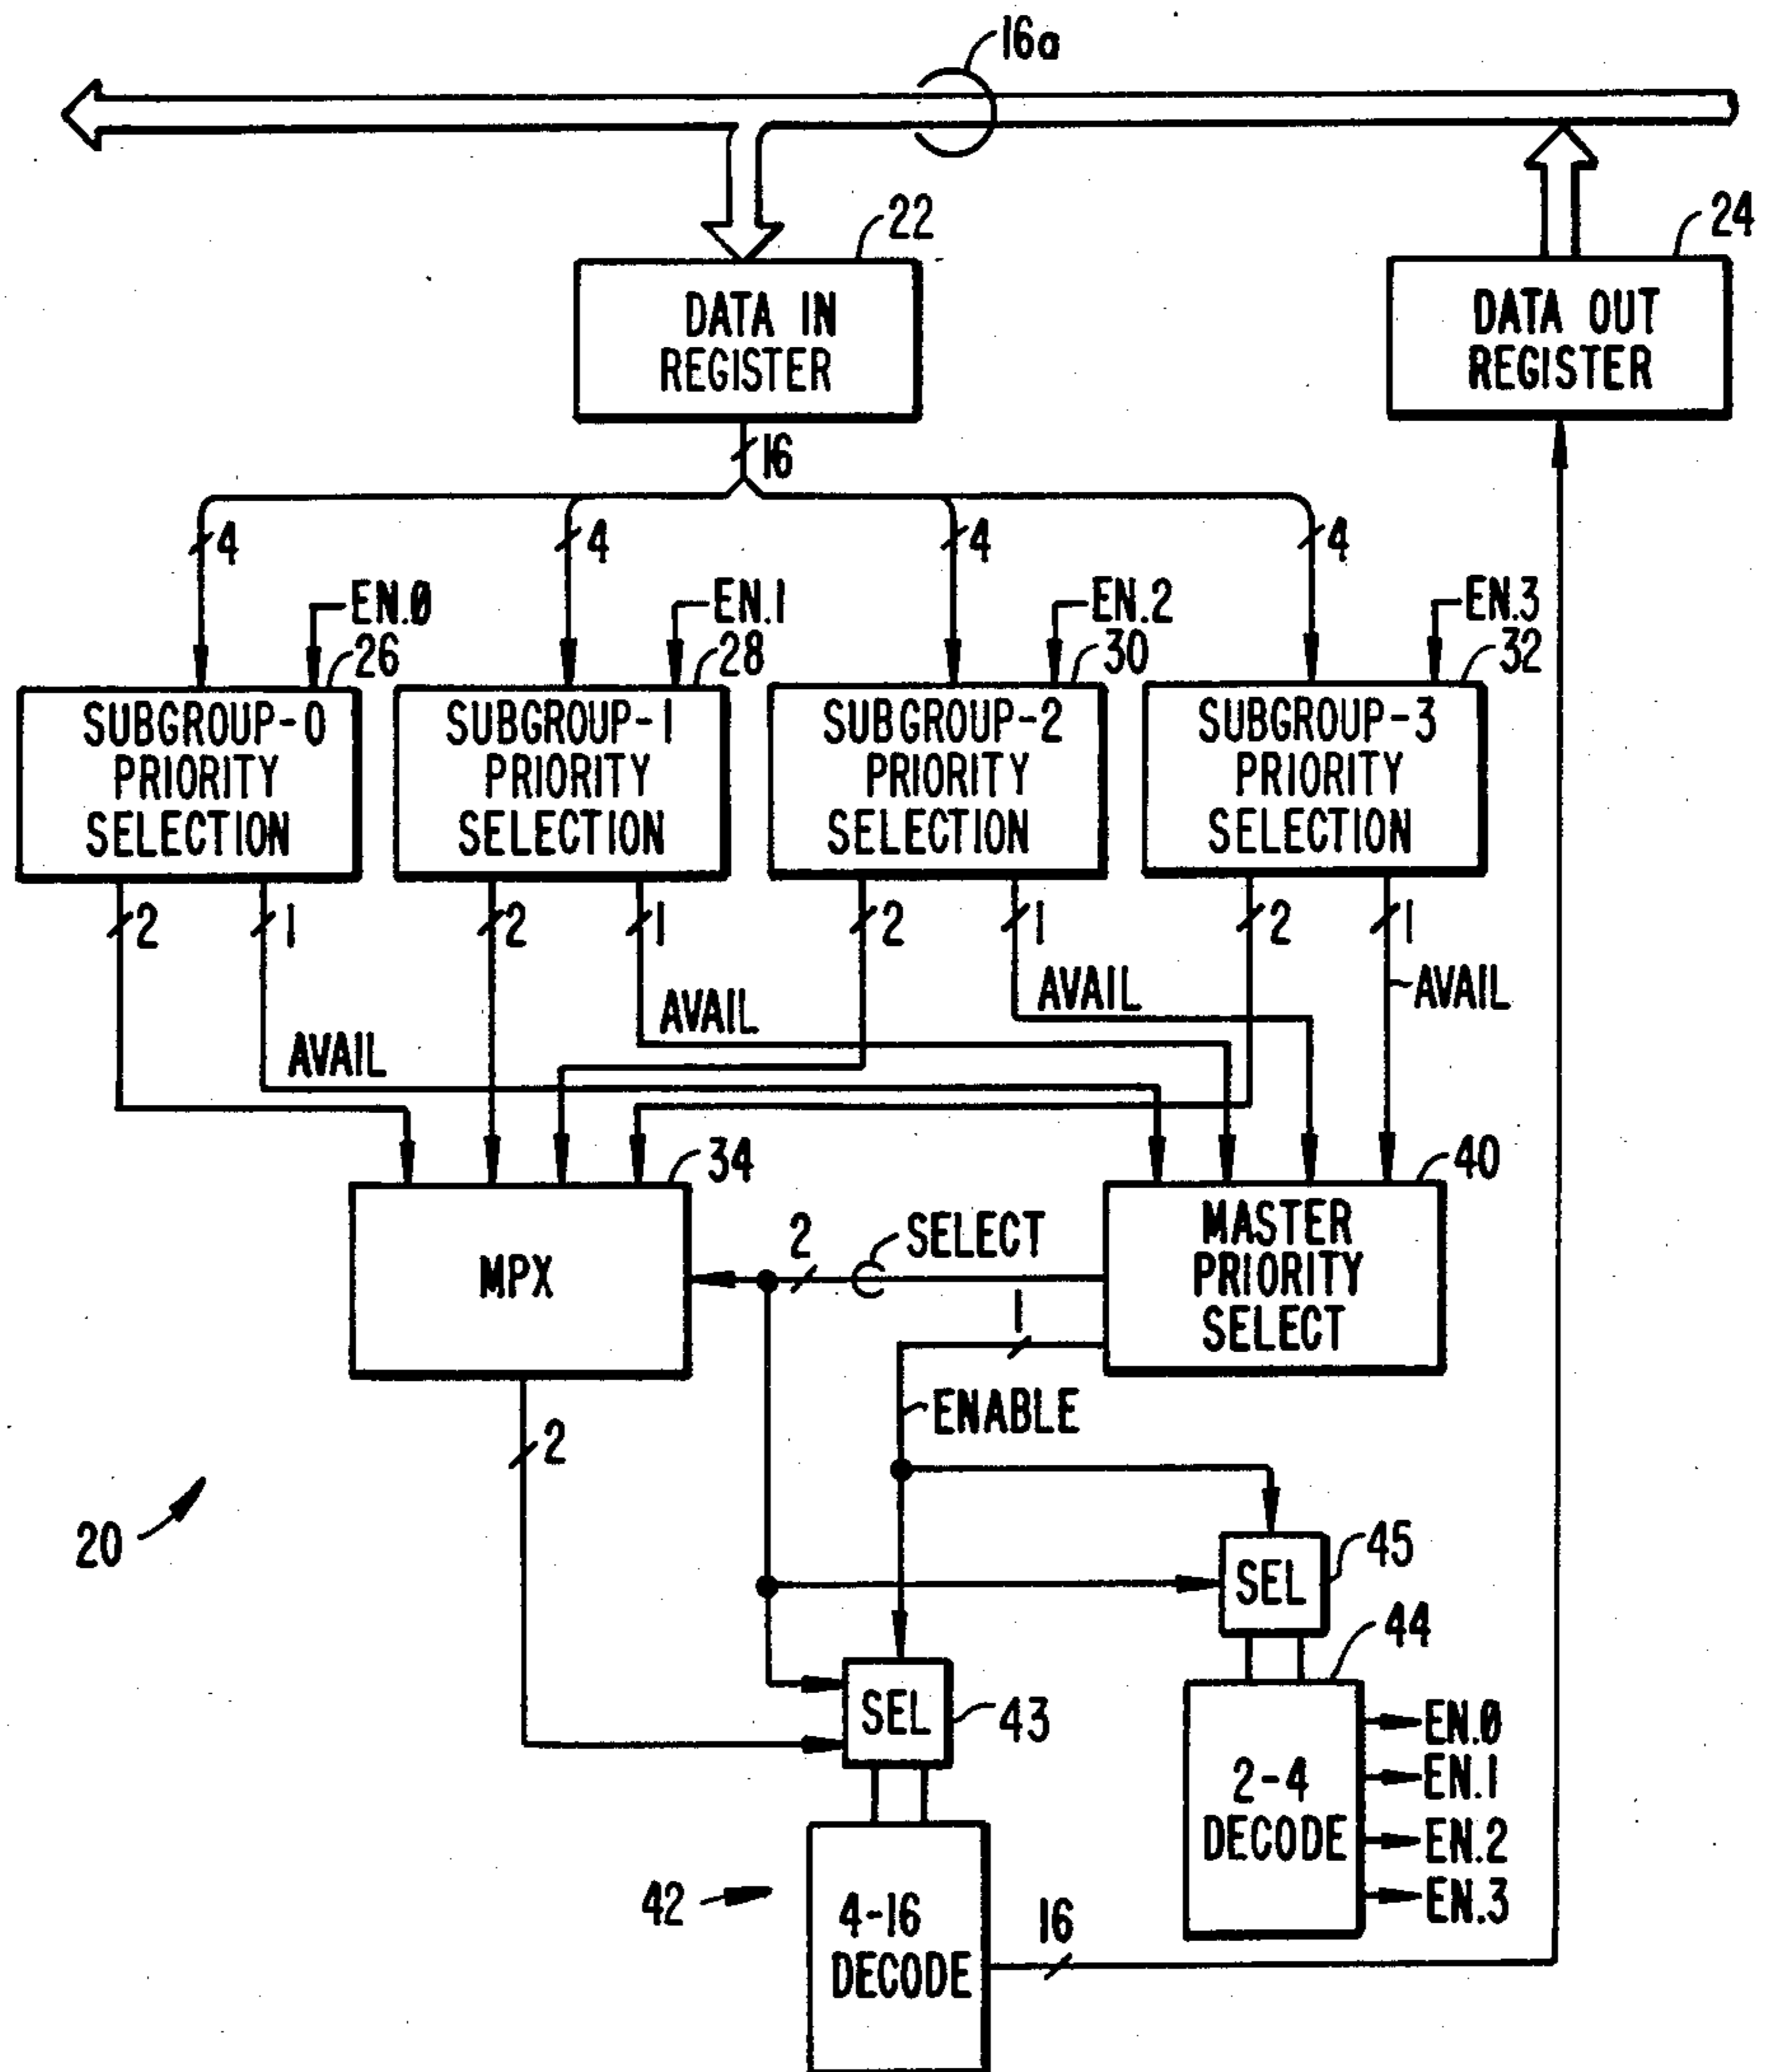 16a
22
24
DATA IN
REGISTER
DATA OUT
REGISTER
16
4
4
4
4
EN.0
EN.1
EN.2
EN.3
26
28
30
32
SUBGROUP-0
PRIORITY
SELECTION
SUBGROUP-1
PRIORITY
SELECTION
SUBGROUP-2
PRIORITY
SELECTION
SUBGROUP-3
PRIORITY
SELECTION
2
1
2
1
2
1
2
1
AVAIL
AVAIL
AVAIL
AVAIL
34
40
MPX
2
SELECT
MASTER
PRIORITY
SELECT
1
ENABLE
2
20
SEL
45
44
SEL
43
2-4
DECODE
EN.0
EN.1
EN.2
EN.3
42
4-16
DECODE
16